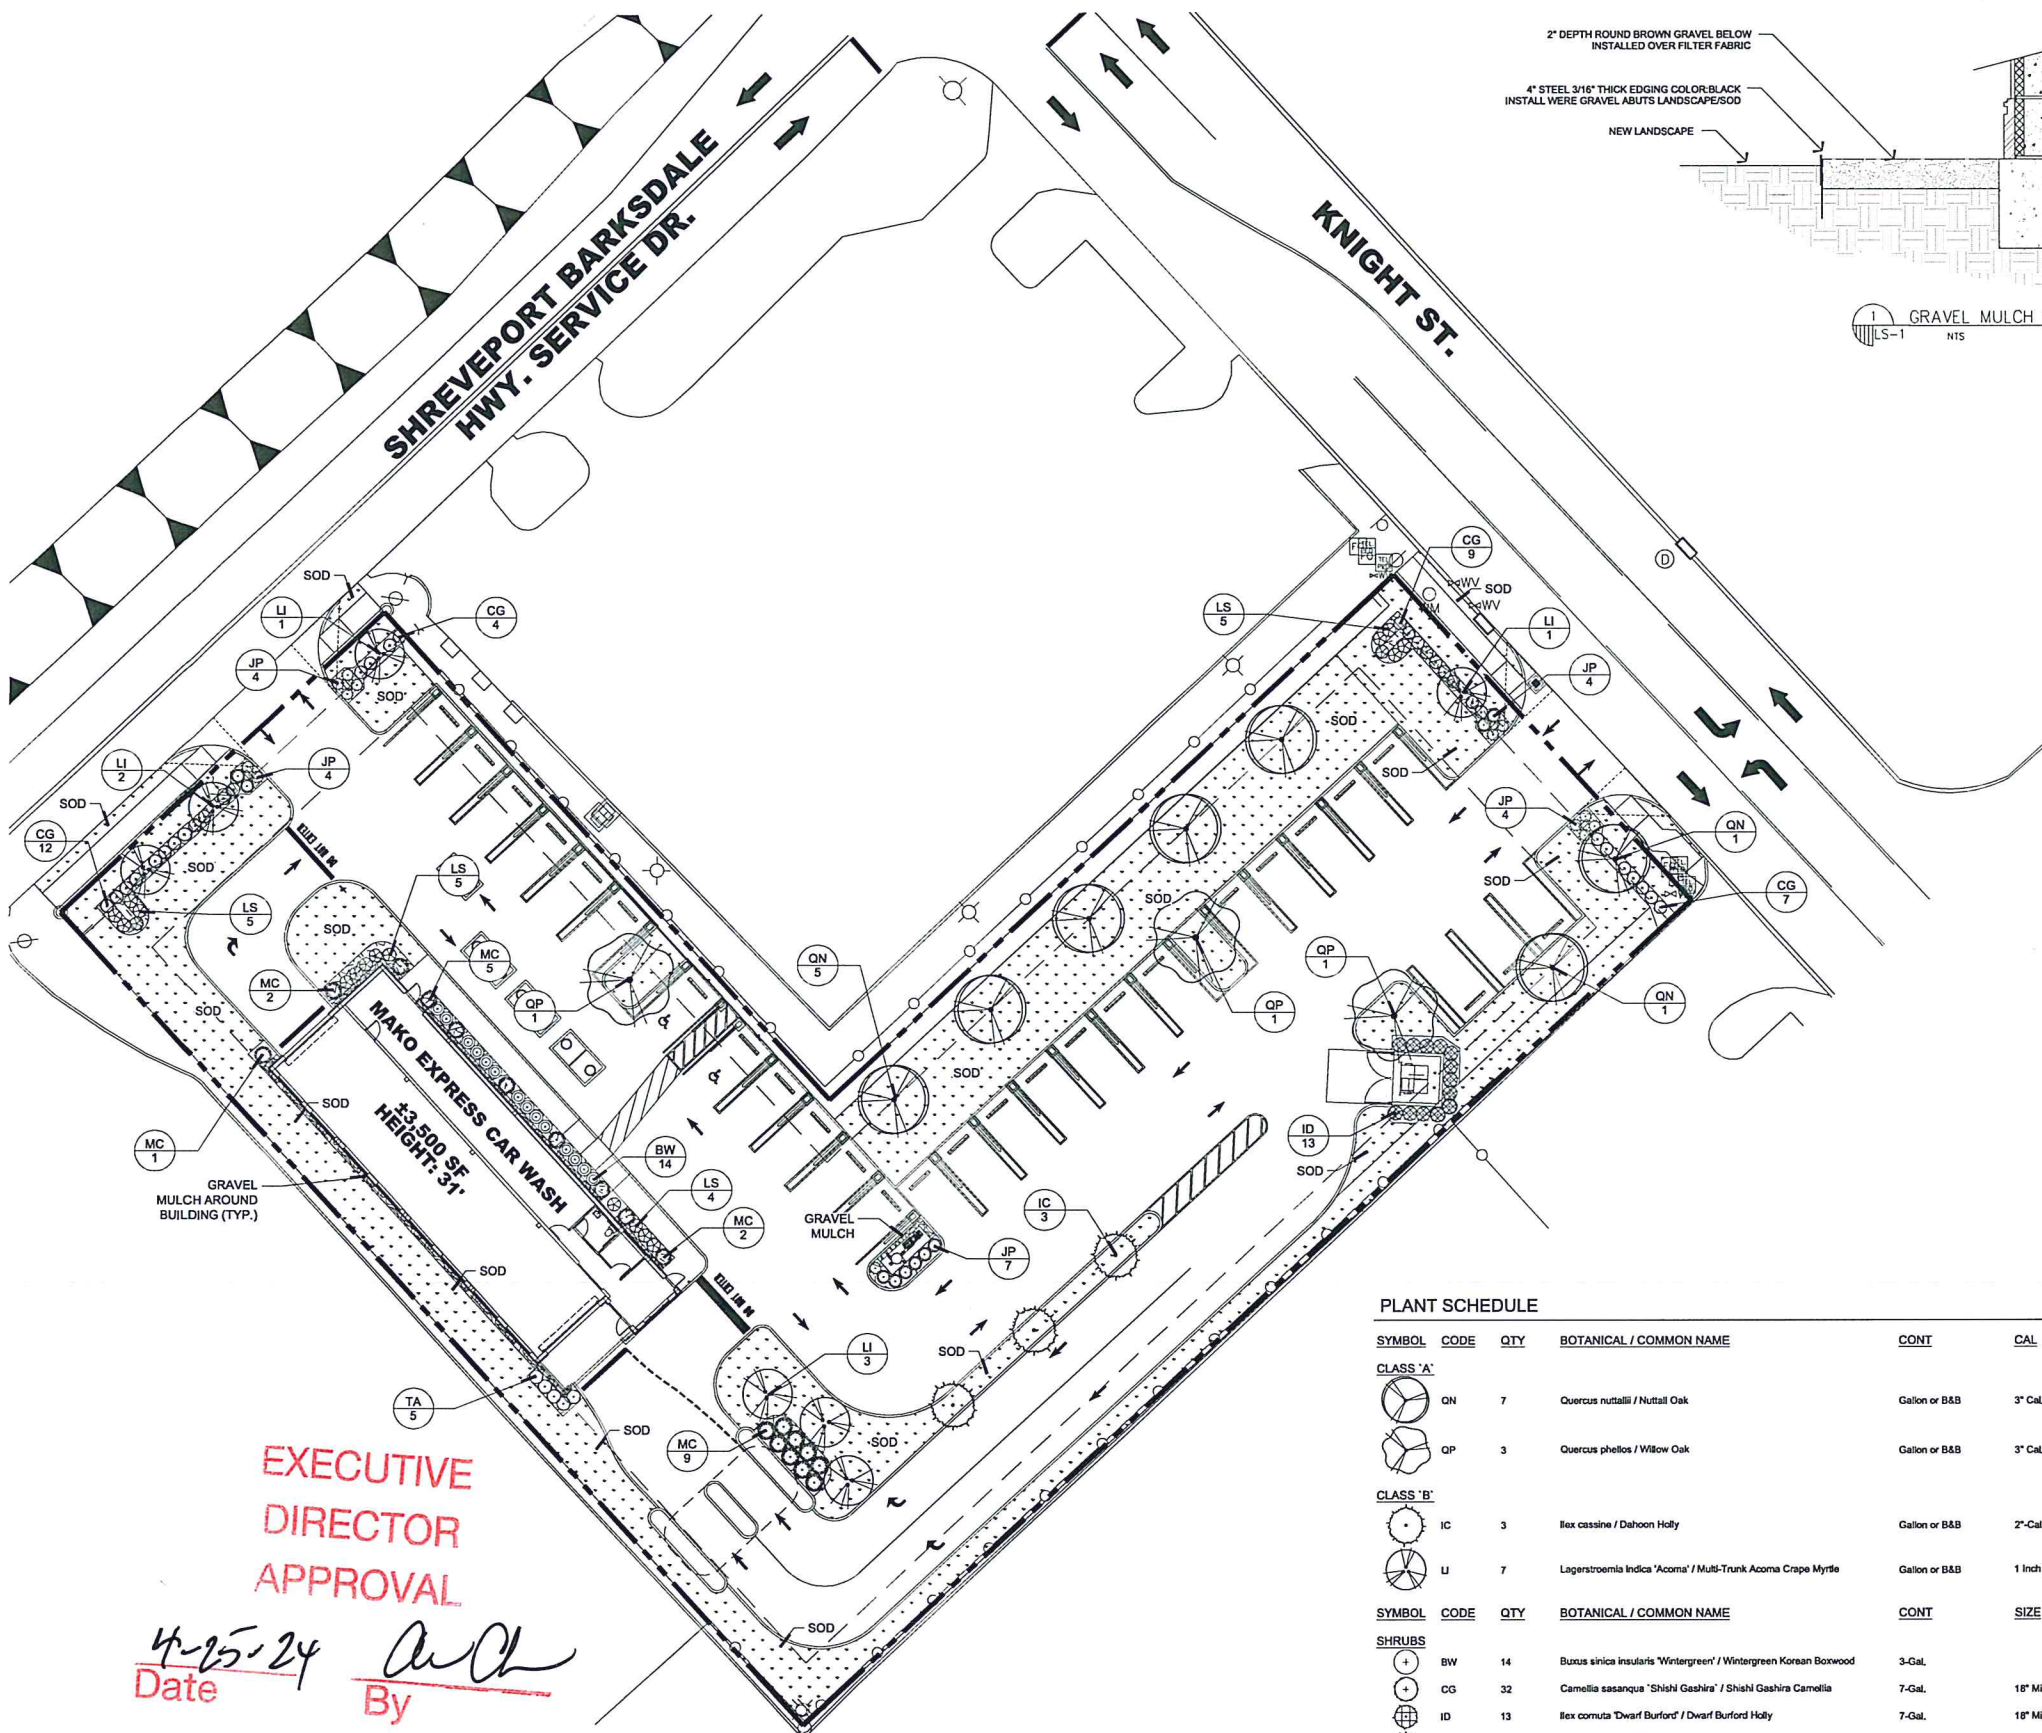 2" DEPTH ROUND BROWN GRAVEL BELOW
INSTALLED OVER FILTER FABRIC
4" STEEL 3/16" THICK EDGING COLOR:BLACK
INSTALL WERE GRAVEL ABUTS LANDSCAPE/SOD
NEW LANDSCAPE
1
LS-1
GRAVEL MULCH
NTS
SHREVEPORT BARKSDALE
HWY. SERVICE DR.
KNIGHT ST.
D
SOD
LI
1
CG
4
JP
4
SOD
LI
2
JP
4
SOD
CG
12
SOD
LS
5
LS
5
SOD
MC
2
MC
5
SOD
QP
1
MC
1
SOD
GRAVEL
MULCH AROUND
BUILDING (TYP.)
MAKO EXPRESS CAR WASH
±3,500 SF
HEIGHT: 31'
BW
14
LS
4
MC
2
SOD
TA
5
SOD
MC
9
LI
3
SOD
SOD
SOD
GRAVEL
MULCH
JP
7
IC
3
CG
9
WV
SOD
WV
WM
LS
5
LI
1
JP
4
SOD
SOD
JP
4
QN
1
SOD
CG
7
SOD
QN
5
QP
1
QP
1
QN
1
SOD
ID
13
SOD
EXECUTIVE
DIRECTOR
APPROVAL
4-25-24
Date
By
PLANT SCHEDULE
SYMBOL CODE QTY BOTANICAL / COMMON NAME CONT CAL
CLASS 'A'
QN 7 Quercus nuttallii / Nuttall Oak Gallon or B&B 3" Cal
QP 3 Quercus phellos / Willow Oak Gallon or B&B 3" Cal
CLASS 'B'
IC 3 Ilex cassine / Dahoon Holly Gallon or B&B 2"-Cal
LI 7 Lagerstroemia indica 'Acoma' / Multi-Trunk Acoma Crape Myrtle Gallon or B&B 1 Inch
SYMBOL CODE QTY BOTANICAL / COMMON NAME CONT SIZE
SHRUBS
BW 14 Buxus sinica insularis 'Wintergreen' / Wintergreen Korean Boxwood 3-Gal.
CG 32 Camellia sasanqua 'Shishi Gashira' / Shishi Gashira Camellia 7-Gal. 18" Mi
ID 13 Ilex cornuta 'Dwarf Burford' / Dwarf Burford Holly 7-Gal. 18" Mi